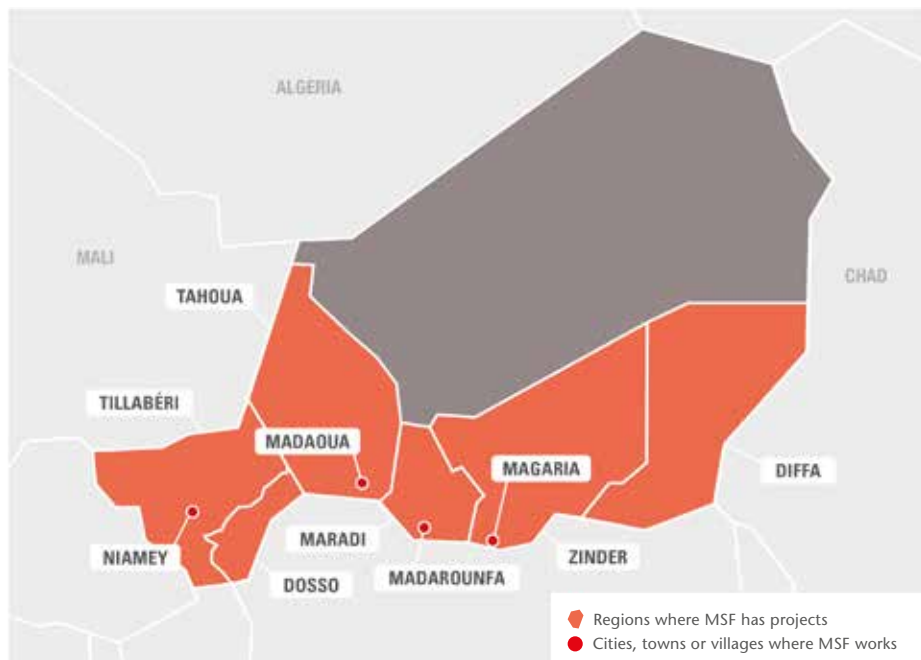 ALGERIA
MALI
CHAD
TAHOUA
TILLABÉRI
MADAOUA
MAGARIA
DIFFA
NIAMEY
MARADI
ZINDER
DOSSO
MADAROUNFA
Regions where MSF has projects
Cities, towns or villages where MSF works